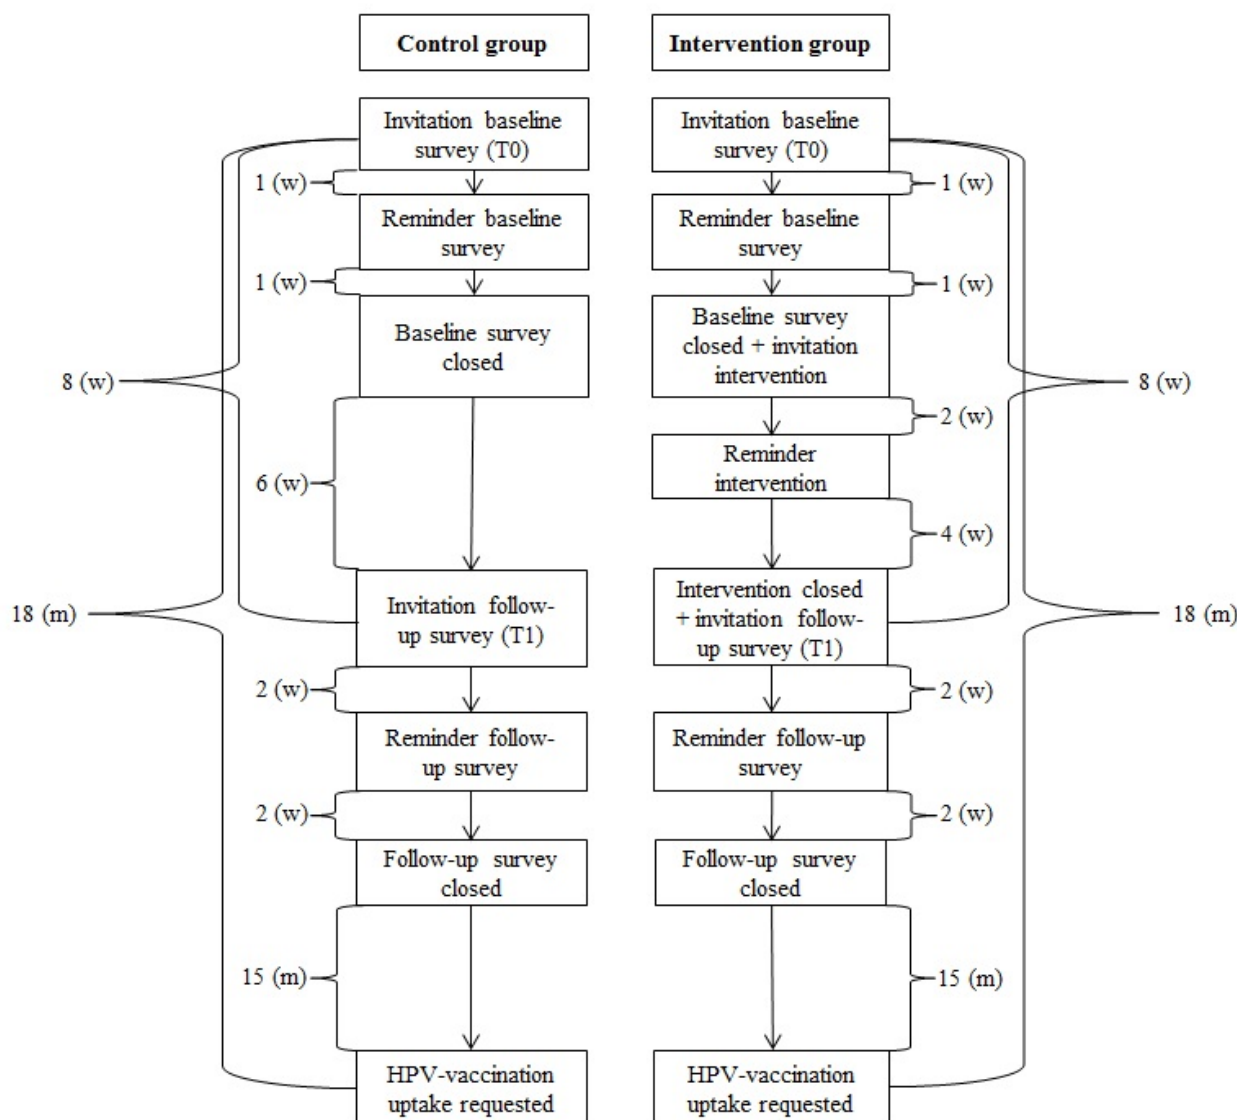 Control group
Intervention group
Invitation baseline
survey (T0)
Invitation baseline
survey (T0)
1 (w)
1 (w)
Reminder baseline
survey
Reminder baseline
survey
1 (w)
1 (w)
Baseline survey
closed
Baseline survey
closed + invitation
intervention
8 (w)
8 (w)
2 (w)
Reminder
intervention
6 (w)
4 (w)
Invitation follow-
up survey (T1)
Intervention closed
+ invitation follow-
up survey (T1)
18 (m)
18 (m)
2 (w)
2 (w)
Reminder follow-
up survey
Reminder follow-up
survey
2 (w)
2 (w)
Follow-up survey
closed
Follow-up survey
closed
15 (m)
15 (m)
HPV-vaccination
uptake requested
HPV-vaccination
uptake requested